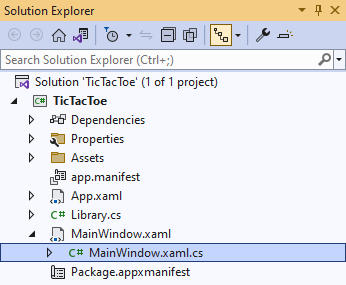 Solution Explorer
Search Solution Explorer (Ctrl+;)
Solution 'TicTacToe' (1 of 1 project)
C# TicTacToe
Dependencies
Properties
Assets
app.manifest
App.xaml
C# Library.cs
MainWindow.xaml
C# MainWindow.xaml.cs
Package.appxmanifest